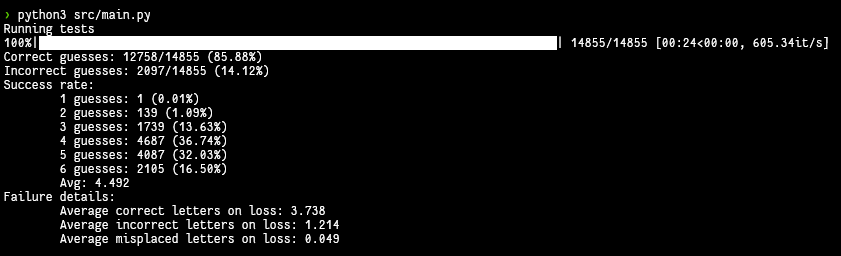 ❯ python3 src/main.py
Running tests
100%| | 14855/14855 [00:24<00:00, 605.34it/s]
Correct guesses: 12758/14855 (85.88%)
Incorrect guesses: 2097/14855 (14.12%)
Success rate:
1 guesses: 1 (0.01%)
2 guesses: 139 (1.09%)
3 guesses: 1739 (13.63%)
4 guesses: 4687 (36.74%)
5 guesses: 4087 (32.03%)
6 guesses: 2105 (16.50%)
Avg: 4.492
Failure details:
Average correct letters on loss: 3.738
Average incorrect letters on loss: 1.214
Average misplaced letters on loss: 0.049